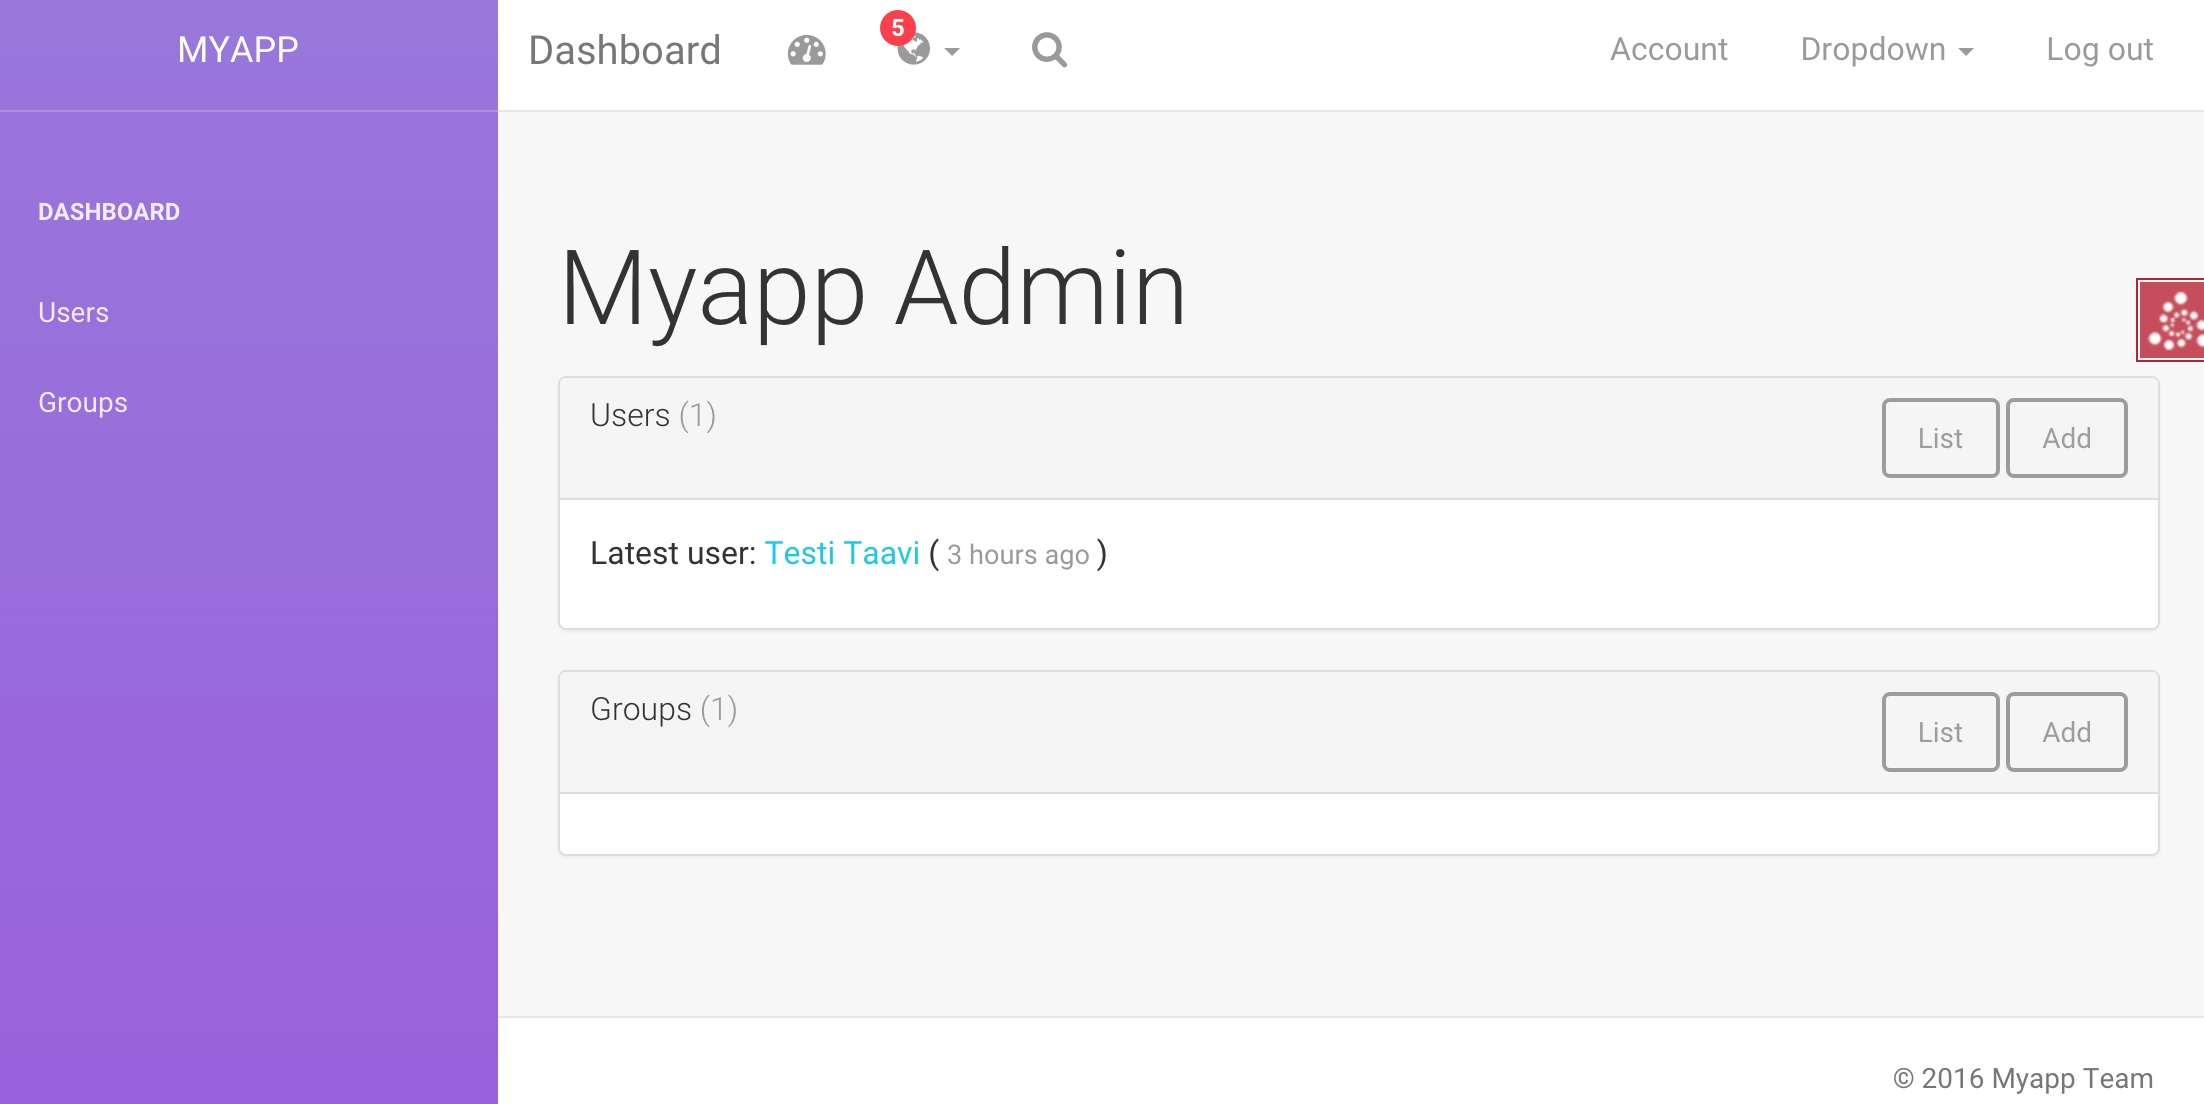 MYAPP
Dashboard 5 Account Dropdown Log out
DASHBOARD
Users
Groups
Myapp Admin
Users (1) List Add
Latest user: Testi Taavi ( 3 hours ago )
Groups (1) List Add
© 2016 Myapp Team